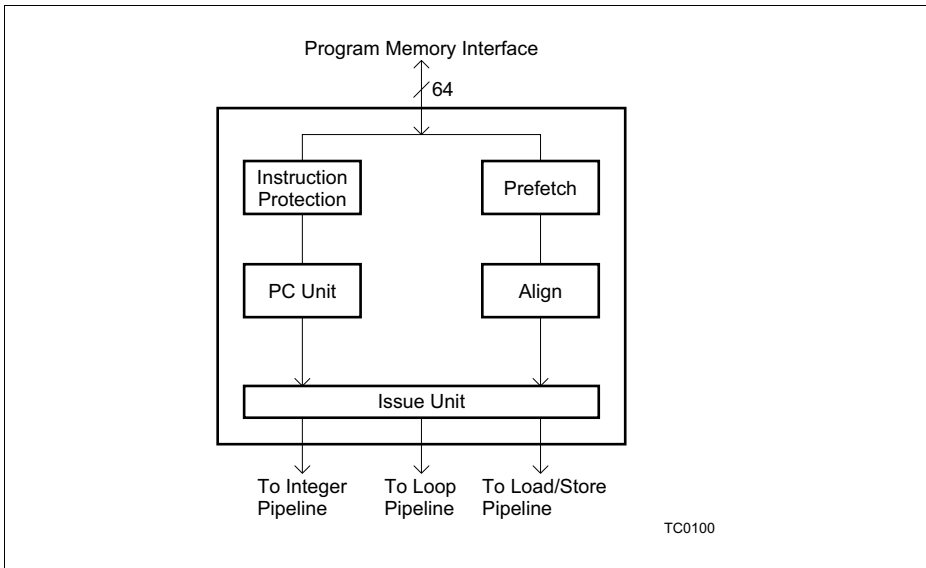 Program Memory Interface
64
Instruction
Protection
Prefetch
PC Unit
Align
Issue Unit
To Integer
Pipeline
To Loop
Pipeline
To Load/Store
Pipeline
TC0100